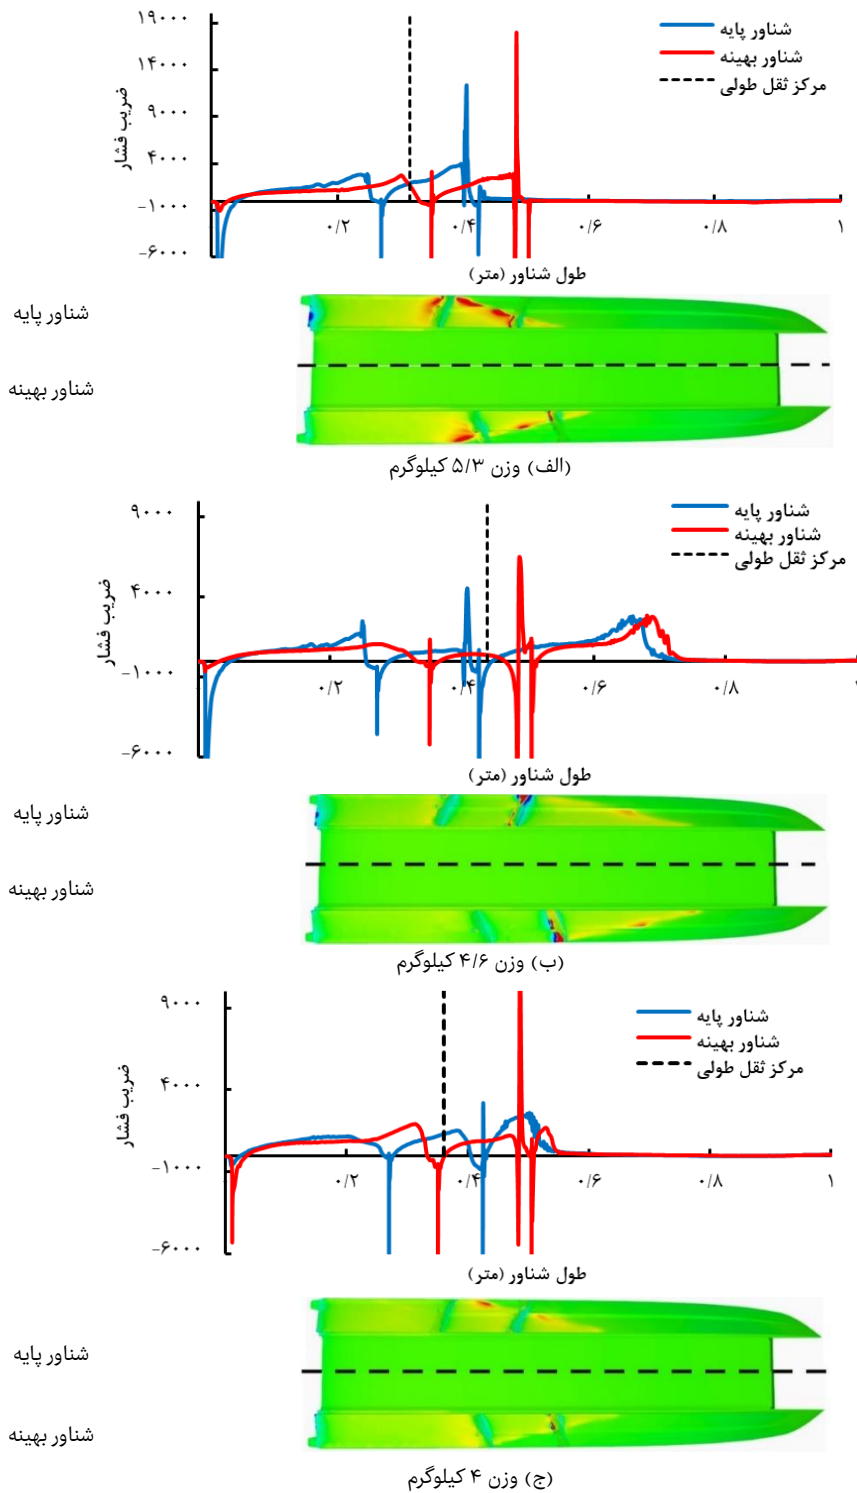 ۱۹۰۰۰
۱۴۰۰۰
۹۰۰۰
۴۰۰۰
-۱۰۰۰
-۶۰۰۰
ضریب فشار
شناور پایه
شناور بهینه
مرکز ثقل طولی
۰/۲ ۰/۴ ۰/۶ ۰/۸ ۱
طول شناور (متر)
شناور پایه
شناور بهینه
(الف) وزن ۵/۳ کیلوگرم
۹۰۰۰
۴۰۰۰
-۱۰۰۰
-۶۰۰۰
ضریب فشار
شناور پایه
شناور بهینه
مرکز ثقل طولی
۰/۲ ۰/۴ ۰/۶ ۰/۸
طول شناور (متر)
شناور پایه
شناور بهینه
(ب) وزن ۴/۶ کیلوگرم
۹۰۰۰
۴۰۰۰
-۱۰۰۰
-۶۰۰۰
ضریب فشار
شناور پایه
شناور بهینه
مرکز ثقل طولی
۰/۲ ۰/۴ ۰/۶ ۰/۸ ۱
طول شناور (متر)
شناور پایه
شناور بهینه
(ج) وزن ۴ کیلوگرم